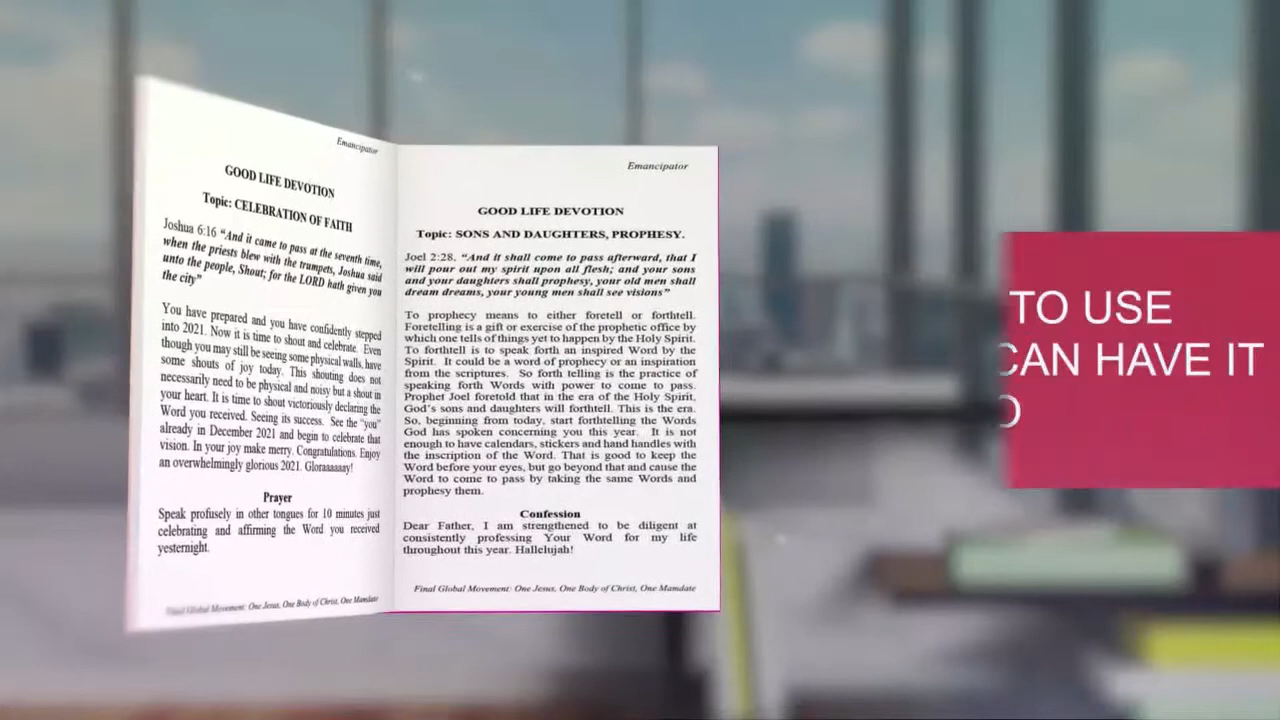 Emancipator
GOOD LIFE DEVOTION
Topic: CELEBRATION OF FAITH
Joshua 6:16 “And it came to pass at the seventh time,
when the priests blew with the trumpets, Joshua said
unto the people, Shout; for the LORD hath given you
the city”
You have prepared and you have confidently stepped
into 2021. Now it is time to shout and celebrate. Even
though you may still be seeing some physical walls, have
some shouts of joy today. This shouting does not
necessarily need to be physical and noisy but a shout in
your heart. It is time to shout victoriously declaring the
Word you received. Seeing its success. See the “you”
already in December 2021 and begin to celebrate that
vision. In your joy make merry. Congratulations. Enjoy
an overwhelmingly glorious 2021. Gloraaaaay!
Prayer
Speak profusely in other tongues for 10 minutes just
celebrating and affirming the Word you received
yesternight.
Final Global Movement: One Jesus, One Body of Christ, One Mandate
Emancipator
GOOD LIFE DEVOTION
Topic: SONS AND DAUGHTERS, PROPHESY.
Joel 2:28. “And it shall come to pass afterward, that I
will pour out my spirit upon all flesh; and your sons
and your daughters shall prophesy, your old men shall
dream dreams, your young men shall see visions”
To prophecy means to either foretell or forthtell.
Foretelling is a gift or exercise of the prophetic office by
which one tells of things yet to happen by the Holy Spirit.
To forthtell is to speak forth an inspired Word by the
Spirit. It could be a word of prophecy or an inspiration
from the scriptures. So forth telling is the practice of
speaking forth Words with power to come to pass.
Prophet Joel foretold that in the era of the Holy Spirit,
God’s sons and daughters will forthtell. This is the era.
So, beginning from today, start forthtelling the Words
God has spoken concerning you this year. It is not
enough to have calendars, stickers and hand handles with
the inscription of the Word. That is good to keep the
Word before your eyes, but go beyond that and cause the
Word to come to pass by taking the same Words and
prophesy them.
Confession
Dear Father, I am strengthened to be diligent at
consistently professing Your Word for my life
throughout this year. Hallelujah!
Final Global Movement: One Jesus, One Body of Christ, One Mandate
TO USE
CAN HAVE IT